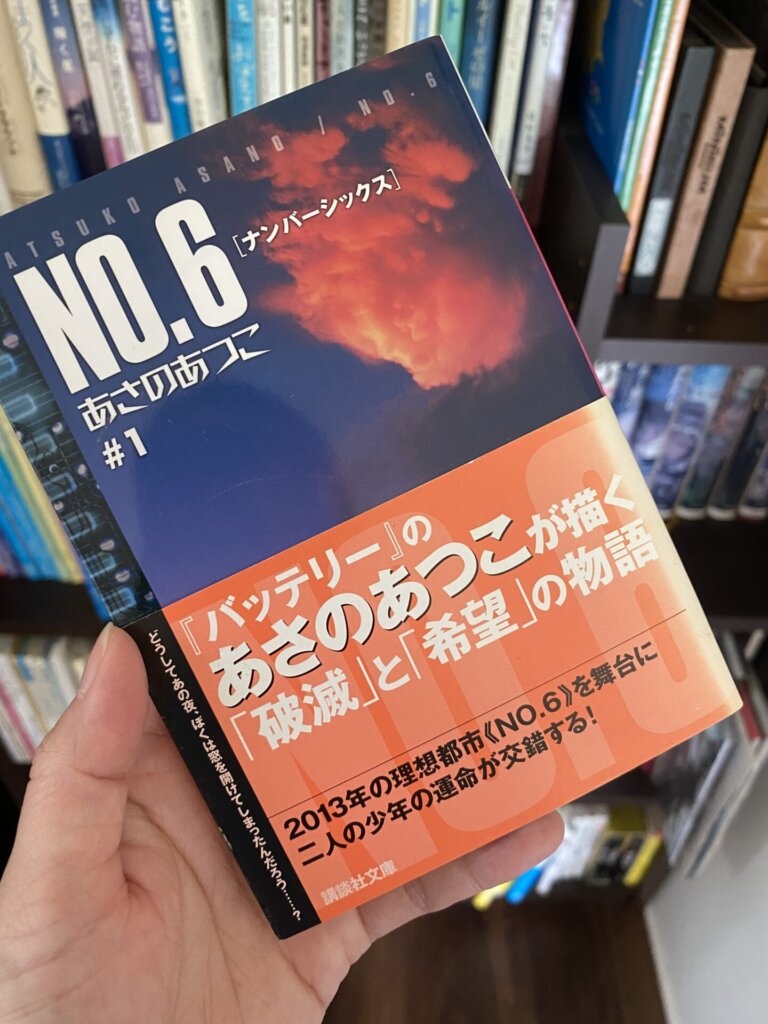 ATSUKO ASANO / NO.6
NO.6
[ナンバーシックス]
あさのあつこ
#1
『バッテリー』の
あさのあつこが描く
「破滅」と「希望」の物語
2013年の理想都市《NO.6》を舞台に
二人の少年の運命が交錯する!
講談社文庫
どうしてあの夜、ぼくは窓を開けてしまったんだろう……?